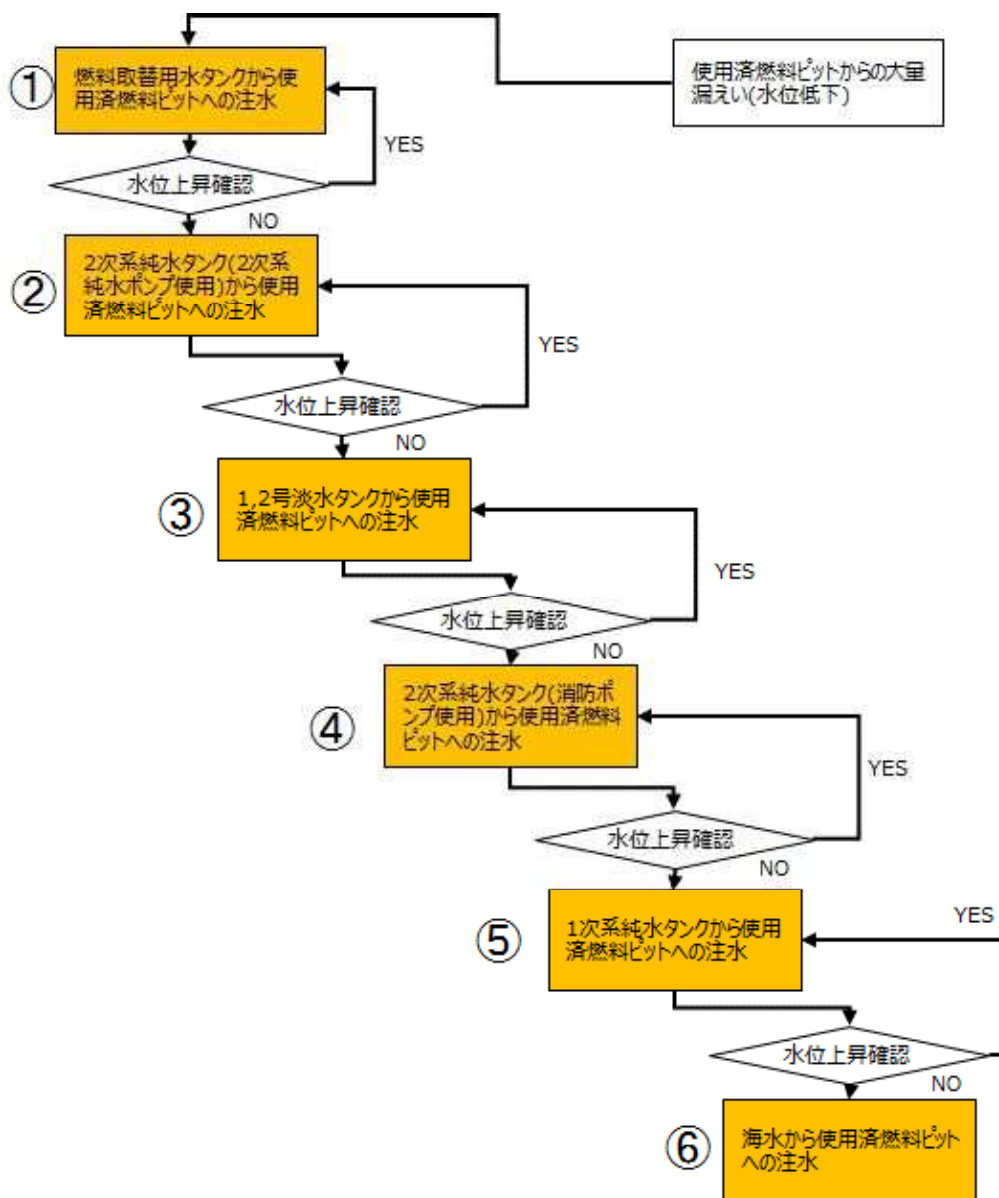 使用済燃料ピットからの大量
漏えい(水位低下)
①
燃料取替用水タンクから使
用済燃料ピットへの注水
YES
水位上昇確認
NO
②
2次系純水タンク(2次系
純水ポンプ使用)から使用
済燃料ピットへの注水
YES
水位上昇確認
NO
③
1,2号淡水タンクから使用
済燃料ピットへの注水
YES
水位上昇確認
NO
④
2次系純水タンク(消防ポ
ンプ使用)から使用済燃料
ピットへの注水
YES
水位上昇確認
NO
⑤
1次系純水タンクから使用
済燃料ピットへの注水
YES
水位上昇確認
NO
⑥
海水から使用済燃料ピット
への注水